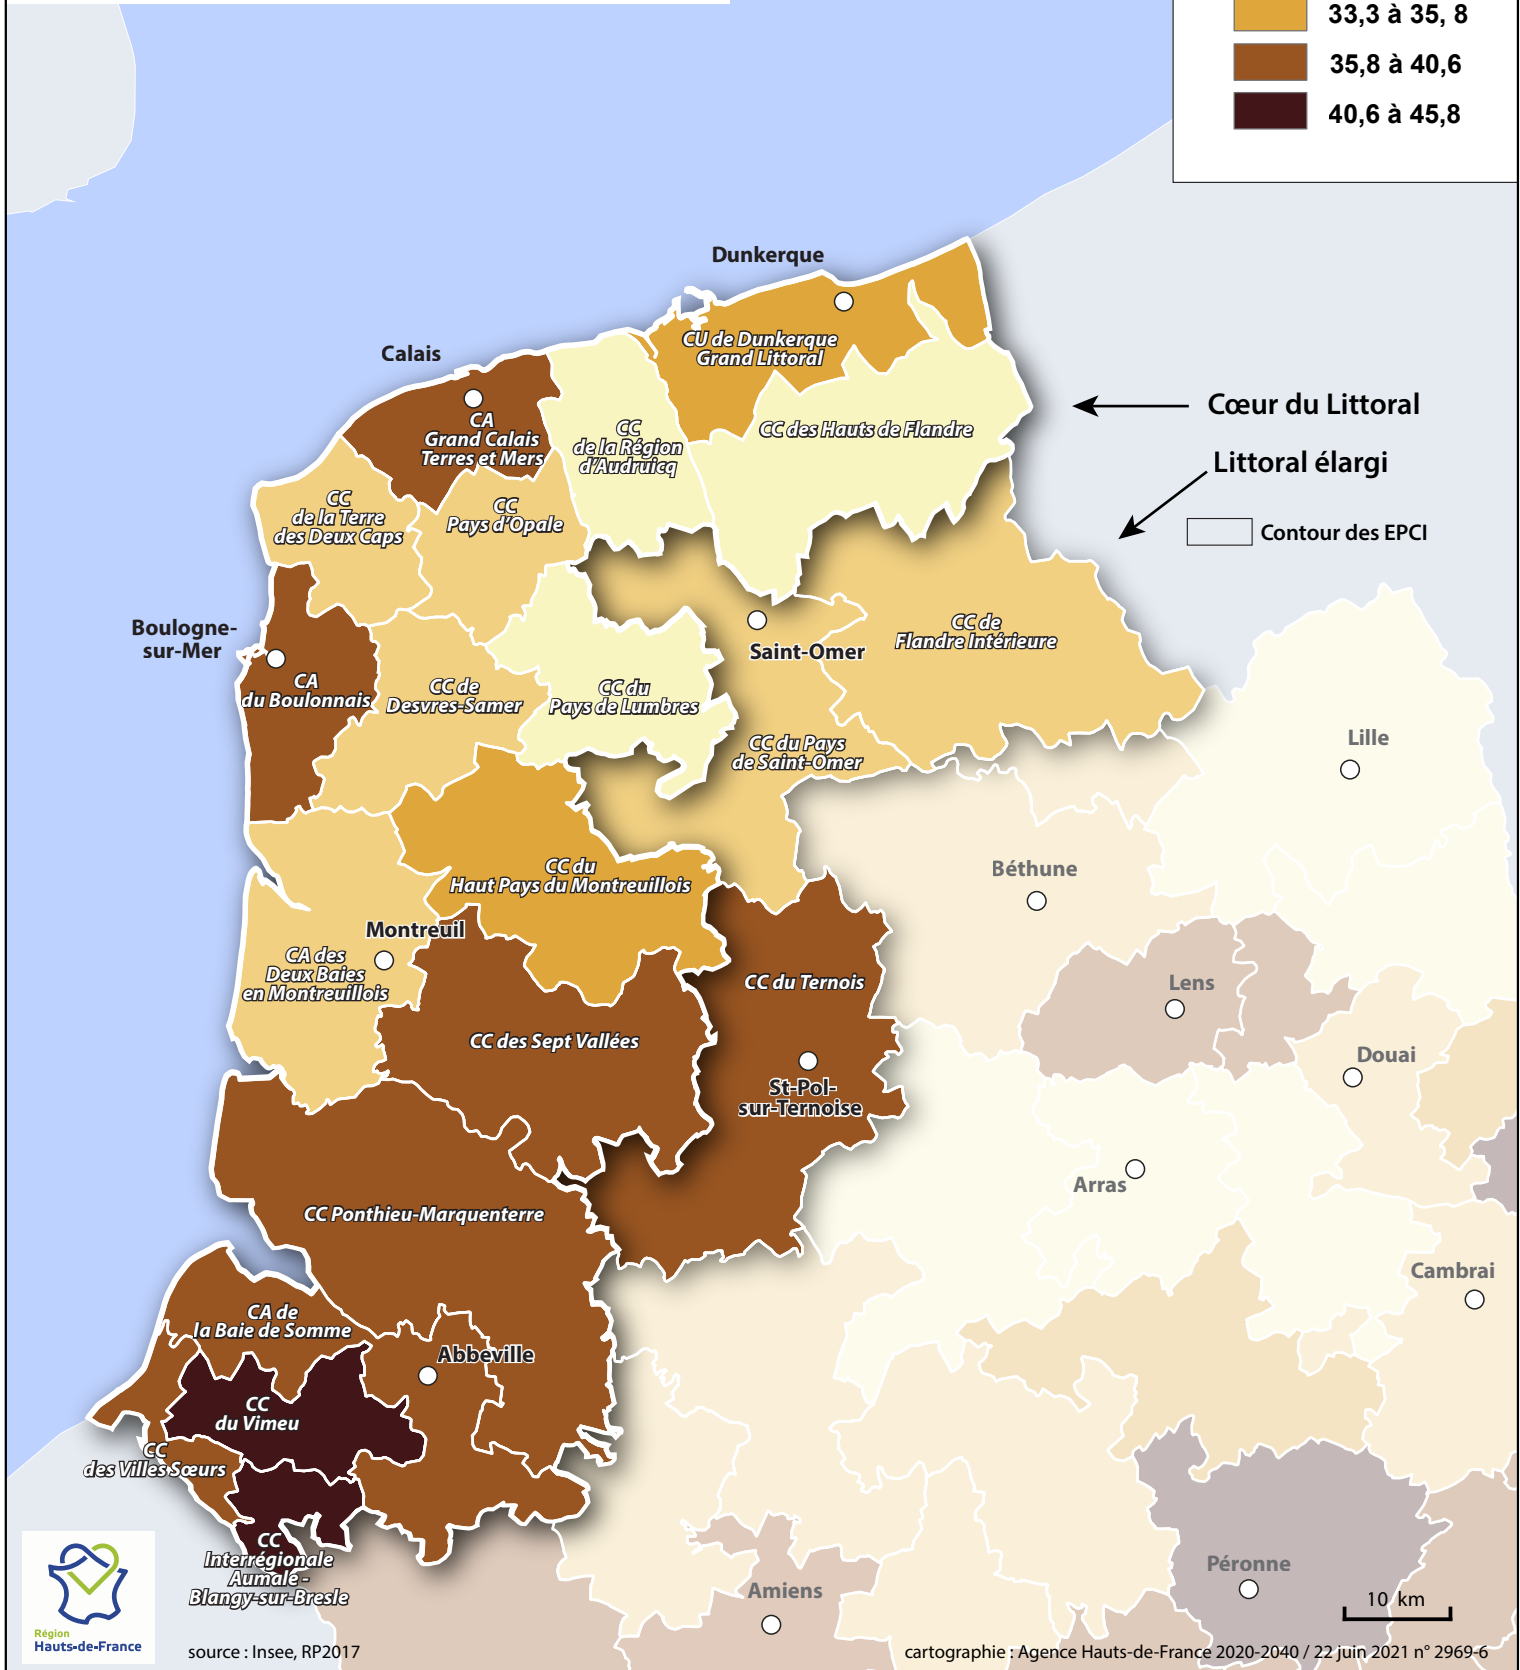 33,3 à 35, 8
35,8 à 40,6
40,6 à 45,8
Dunkerque
CU de Dunkerque
Grand Littoral
Calais
CA
Grand Calais
Terres et Mers
CC
de la Région
d'Audruicq
CC des Hauts de Flandre
Cœur du Littoral
Littoral élargi
Contour des EPCI
CC
de la Terre
des Deux Caps
CC
Pays d'Opale
Boulogne-
sur-Mer
CA
du Boulonnais
CC de
Desvres-Samer
CC du
Pays de Lumbres
Saint-Omer
CC de
Flandre Intérieure
CC du Pays
de Saint-Omer
Lille
Béthune
CC du
Haut Pays du Montreuillois
Montreuil
CA des
Deux Baies
en Montreuillois
CC du Ternois
Lens
CC des Sept Vallées
Douai
St-Pol-
sur-Ternoise
Arras
CC Ponthieu-Marquenterre
Cambrai
CA de
la Baie de Somme
Abbeville
CC
du Vimeu
CC
des Villes Sœurs
CC
Interrégionale
Aumale -
Blangy-sur-Bresle
Péronne
Amiens
10 km
Région
Hauts-de-France
source : Insee, RP2017
cartographie : Agence Hauts-de-France 2020-2040 / 22 juin 2021 n° 2969-6